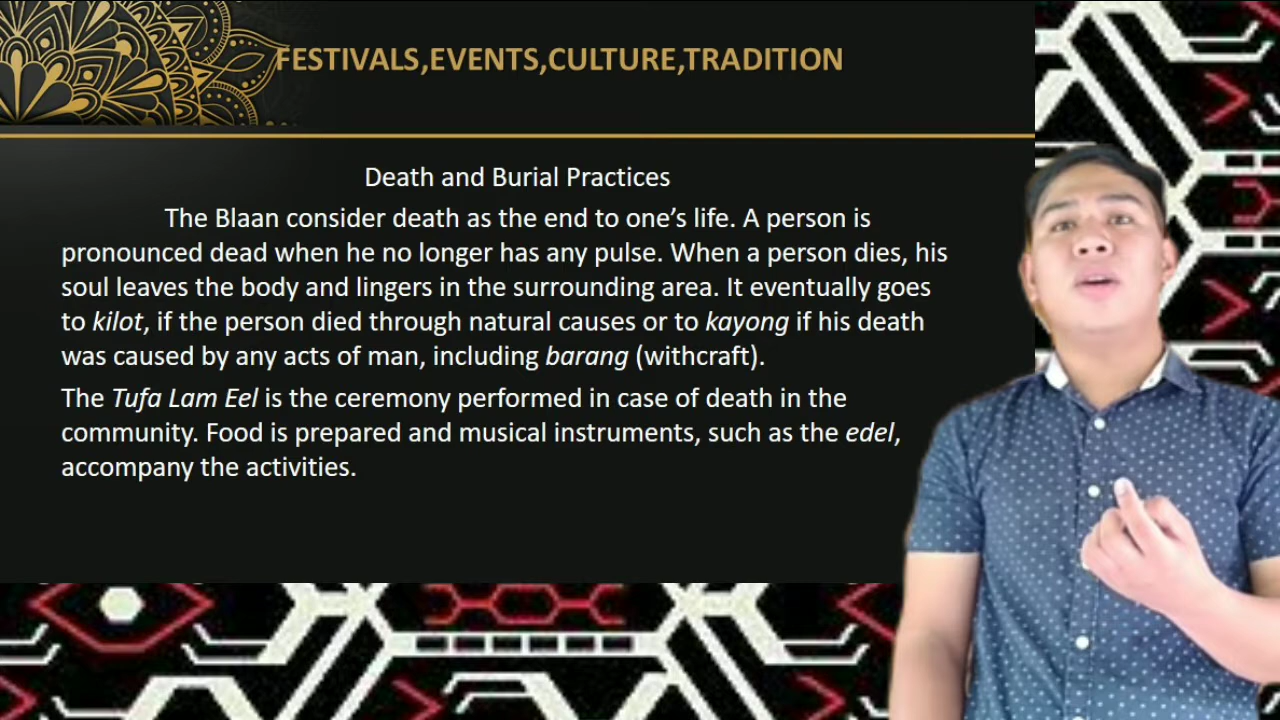 FESTIVALS,EVENTS,CULTURE,TRADITION
Death and Burial Practices
The Blaan consider death as the end to one’s life. A person is
pronounced dead when he no longer has any pulse. When a person dies, his
soul leaves the body and lingers in the surrounding area. It eventually goes
to kilot, if the person died through natural causes or to kayong if his death
was caused by any acts of man, including barang (withcraft).
The Tufa Lam Eel is the ceremony performed in case of death in the
community. Food is prepared and musical instruments, such as the edel,
accompany the activities.